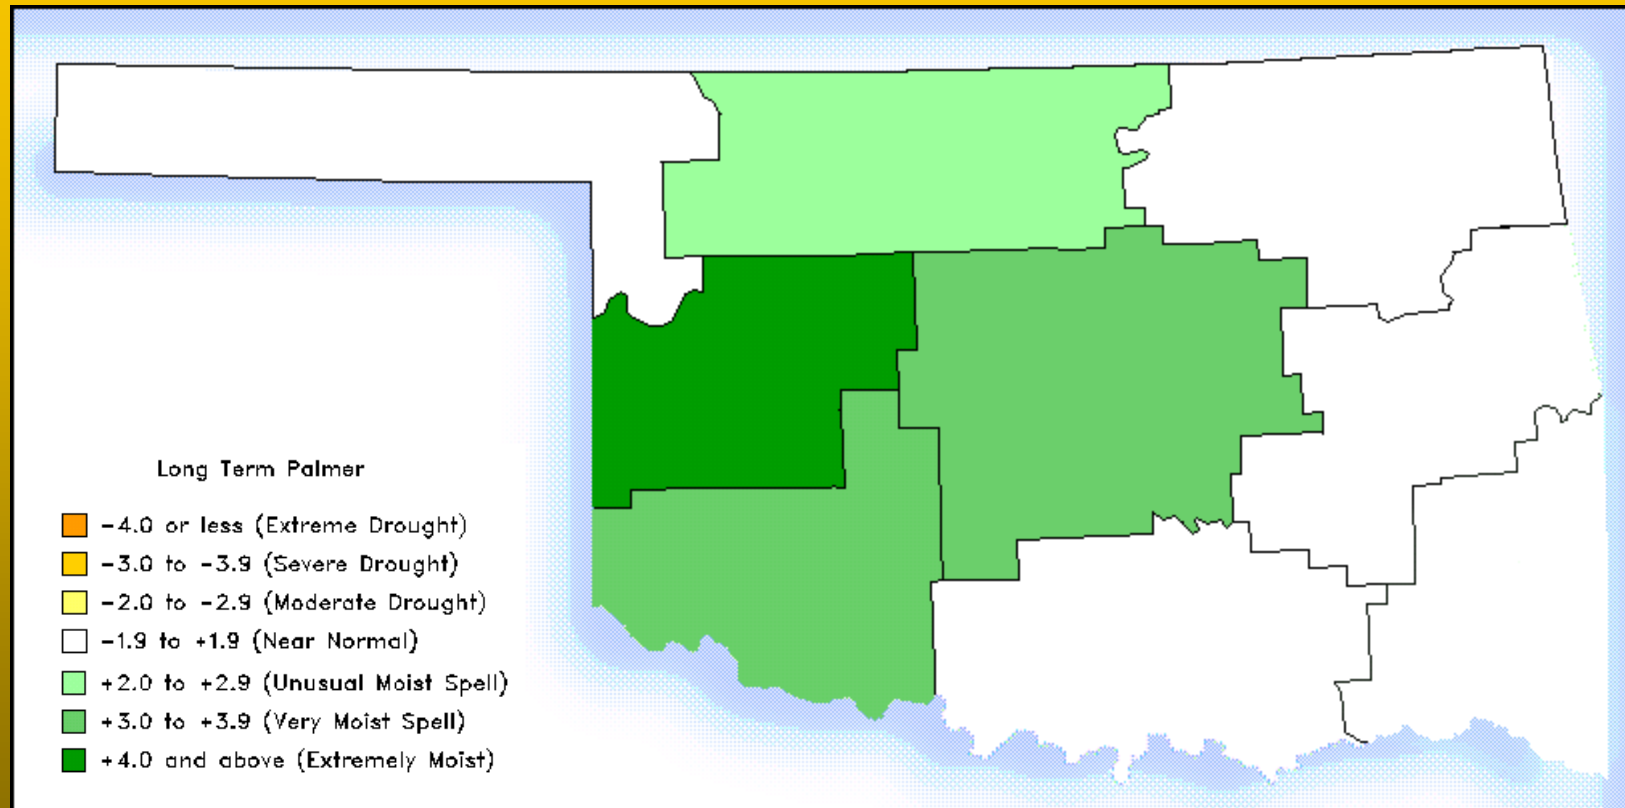 Long Term Palmer
-4.0 or less (Extreme Drought)
-3.0 to -3.9 (Severe Drought)
-2.0 to -2.9 (Moderate Drought)
-1.9 to +1.9 (Near Normal)
+2.0 to +2.9 (Unusual Moist Spell)
+3.0 to +3.9 (Very Moist Spell)
+4.0 and above (Extremely Moist)